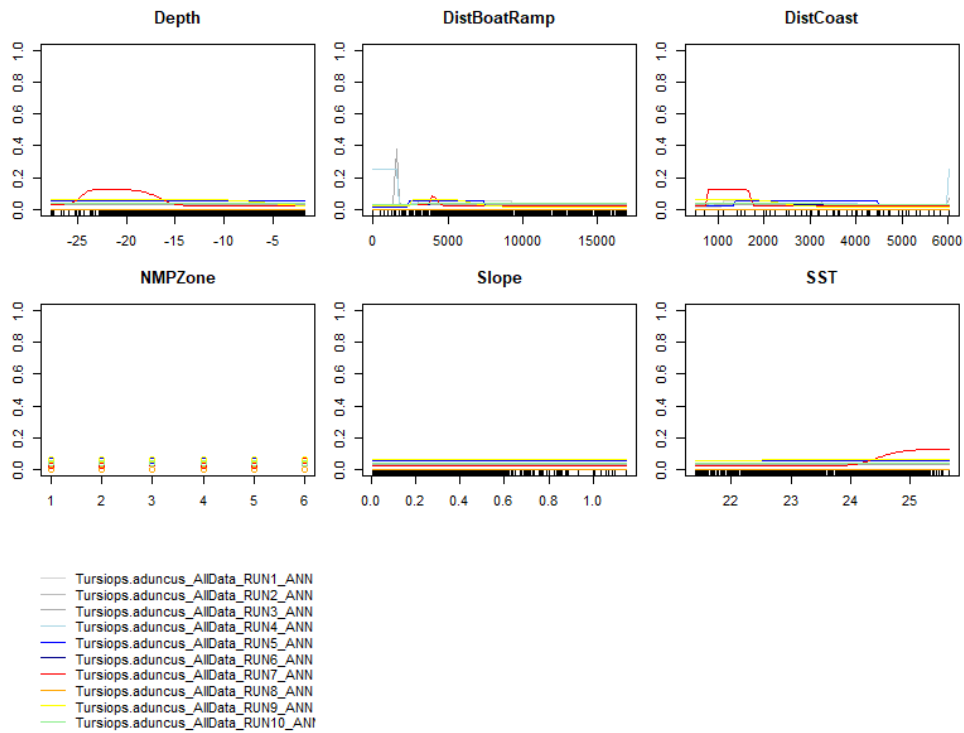 Depth
DistBoatRamp
DistCoast
0.0 0.2 0.4 0.6 0.8 1.0
0.0 0.2 0.4 0.6 0.8 1.0
0.0 0.2 0.4 0.6 0.8 1.0
-25 -20 -15 -10 -5
0 5000 10000 15000
1000 2000 3000 4000 5000 6000
NMPZone
Slope
SST
0.0 0.2 0.4 0.6 0.8 1.0
0.0 0.2 0.4 0.6 0.8 1.0
0.0 0.2 0.4 0.6 0.8 1.0
1 2 3 4 5 6
0.0 0.2 0.4 0.6 0.8 1.0
22 23 24 25
Tursiops.aduncus_AllData_RUN1_ANN
Tursiops.aduncus_AllData_RUN2_ANN
Tursiops.aduncus_AllData_RUN3_ANN
Tursiops.aduncus_AllData_RUN4_ANN
Tursiops.aduncus_AllData_RUN5_ANN
Tursiops.aduncus_AllData_RUN6_ANN
Tursiops.aduncus_AllData_RUN7_ANN
Tursiops.aduncus_AllData_RUN8_ANN
Tursiops.aduncus_AllData_RUN9_ANN
Tursiops.aduncus_AllData_RUN10_ANN